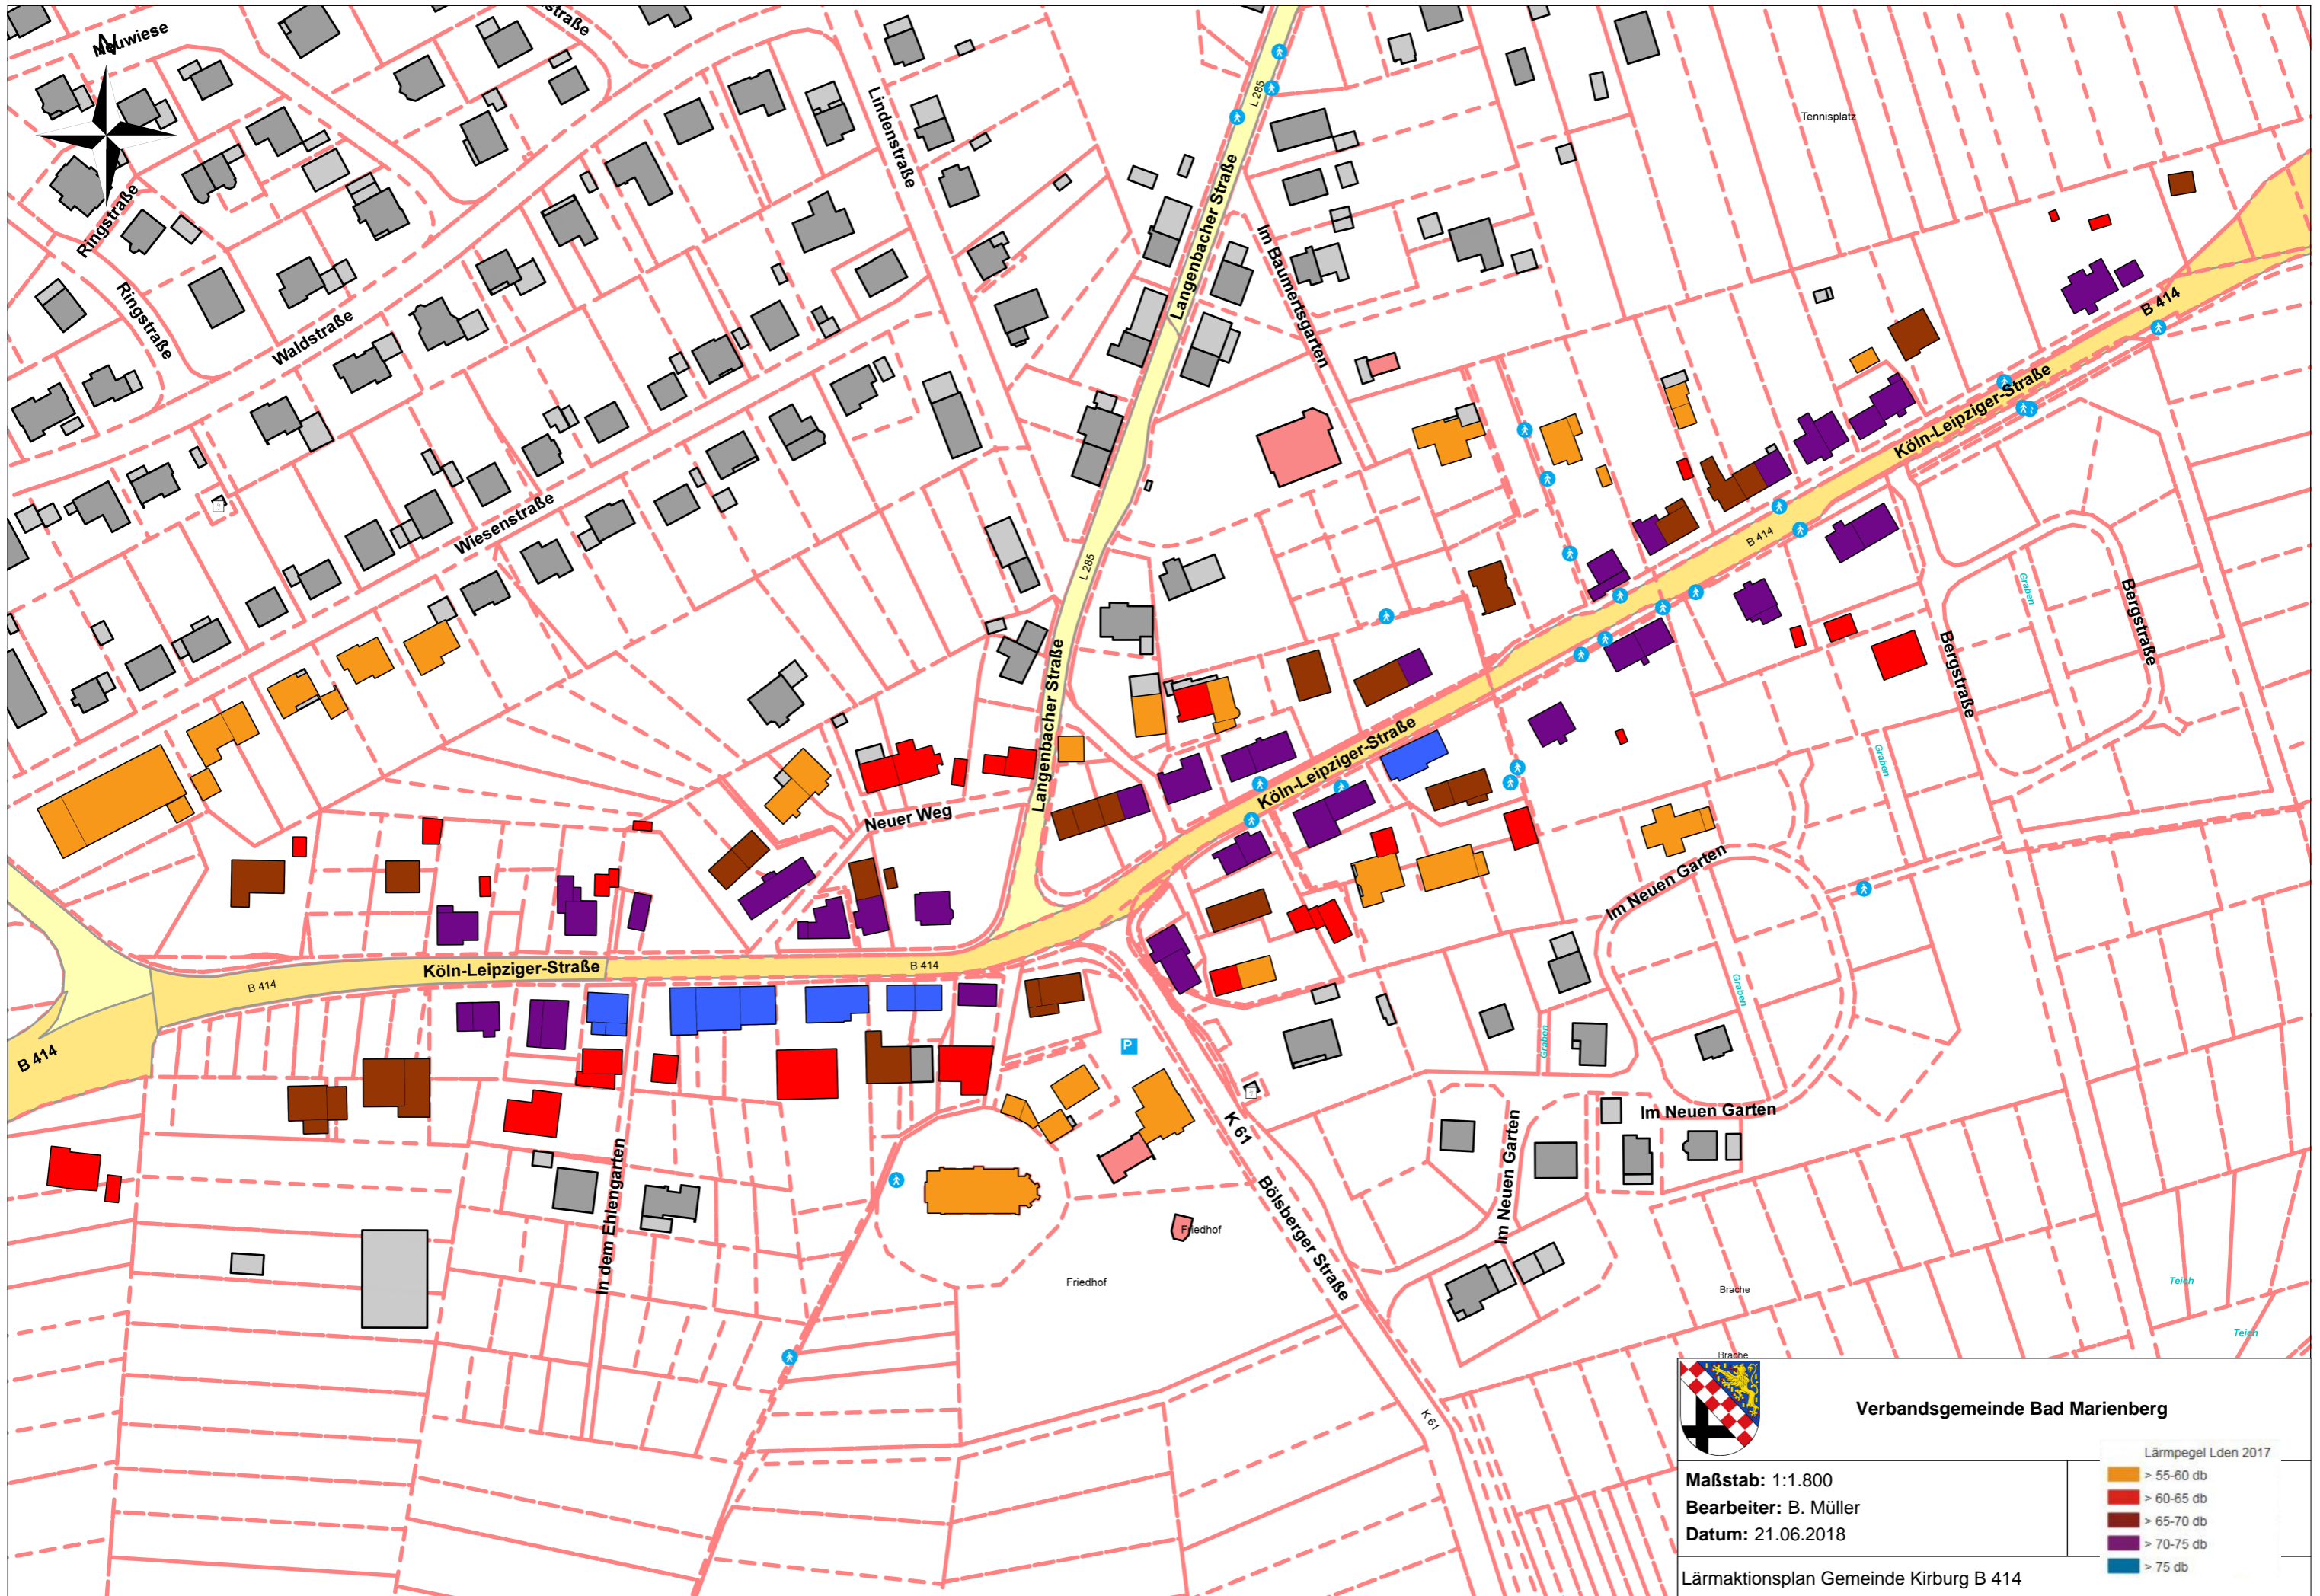 Neuwiese
N
straße
Ringstraße
Ringstraße
Waldstraße
Wiesenstraße
Lindenstraße
L 285
Langenbacher Straße
Langenbacher Straße
Im Baumertsgarten
Tennisplatz
B 414
Köln-Leipziger-Straße
B 414
L 285
Langenbacher Straße
Köln-Leipziger-Straße
Bergstraße
Bergstraße
Graben
Graben
Neuer Weg
Im Neuen Garten
Köln-Leipziger-Straße
B 414
B 414
B 414
Graben
Graben
P
K 61
Im Neuen Garten
Im Neuen Garten
In dem Ehlengarten
Bölsberger Straße
Friedhof
Friedhof
Brache
Brache
Teich
Teich
K 61
Verbandsgemeinde Bad Marienberg
Maßstab: 1:1.800
Bearbeiter: B. Müller
Datum: 21.06.2018
Lärmpegel Lden 2017
> 55-60 db
> 60-65 db
> 65-70 db
> 70-75 db
> 75 db
Lärmaktionsplan Gemeinde Kirburg B 414